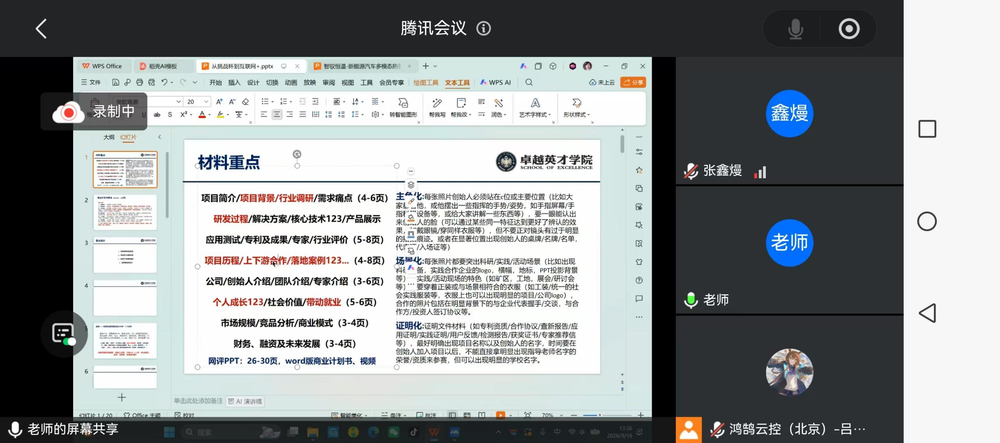 腾讯会议
WPS Office
稻壳AI模板
从挑战杯到互联网+.pptx
智驭恒温-新能源汽车多模态热
文件
开始 插入 设计 切换 动画 放映 审阅 视图 工具 会员专享 绘图工具 文本工具 WPS AI
未上云
分享
录制中
微软雅黑
20
转智能图形
帮我写
帮我改
润色
艺术字样式
形状样式
大纲 幻灯片
材料重点
卓越英才学院
SCHOOL OF EXCELLENCE
项目简介/项目背景/行业调研/需求痛点（4-6页）
研发过程/解决方案/核心技术123/产品展示
应用测试/专利及成果/专家/行业评价（5-8页）
项目历程/上下游合作/落地案例123...（4-8页）
公司/创始人介绍/团队介绍/专家介绍（3-6页）
个人成长123/社会价值/带动就业（5-6页）
市场规模/竞品分析/商业模式（3-4页）
财务、融资及未来发展（3-4页）
网评PPT：26-30页，word版商业计划书、视频
主角化:每张照片创始人必须站在c位或主要位置（比如大
家都 他，或他摆出一些指挥的手势/姿势，如手指屏幕/手
指科研设备等，或给大家讲解一些东西等），要一眼能认出
来创始人的脸（可以通过某些同一特征达到更好了辨认的效
果，如戴眼镜/穿同样衣服等），但不要正对镜头有过于明显
的摆拍痕迹。或者在显著位置出现创始人的桌牌/名牌/名单，
代表证/入场证等）
场景化:每张照片都要突出科研/实践/活动场景（比如出现
科研设备，实践合作企业的logo，横幅，地标，PPT投影背景
等） 实践/活动现场的特色（如矿区，工地，展会/研讨会
等） 要穿着正装或与场景相符合的衣服（如工装/统一的社
会实践服装等，衣服上也可以出现明显的项目/公司logo），
合作的照片包括在明显背景下的与企业代表握手/交谈，与合
作方/投资人签订协议等。
证明化:证明文件材料（如专利资质/合作协议/查新报告/应
用证明/实践证明/用户反馈/检测报告/获奖证书/专家推荐信
等），最好明确出现项目名称以及创始人的名字，时间要在
创始人加入项目以后，不能直接拿明显出现指导老师名字的
荣誉/资质来参赛，但可以出现明显的学校名字。
1
2
3
4
5
6
单击此处添加备注
AI 演讲稿
幻灯片 1 / 20
Office 主题
校对
智能美化
备注
批注
70%
老师的屏幕共享
搜索
中
13:36
2026/9/16
鑫熳
张鑫熳
老师
老师
鸿鹄云控（北京）-吕…